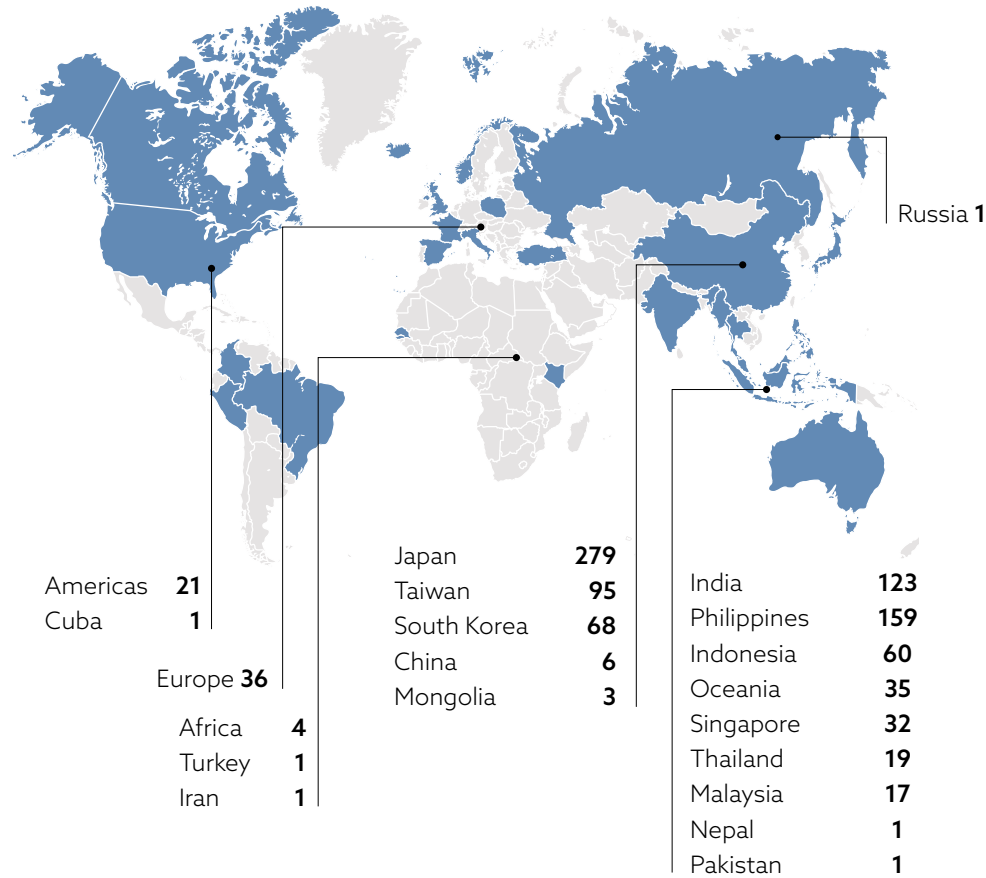 Russia 1
Americas 21
Cuba 1
Europe 36
Africa 4
Turkey 1
Iran 1
Japan 279
Taiwan 95
South Korea 68
China 6
Mongolia 3
India 123
Philippines 159
Indonesia 60
Oceania 35
Singapore 32
Thailand 19
Malaysia 17
Nepal 1
Pakistan 1